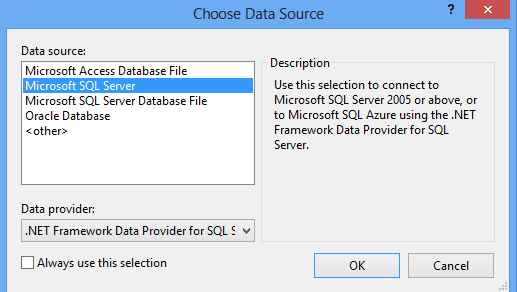 Choose Data Source
?
Data source:
Microsoft Access Database File
Microsoft SQL Server
Microsoft SQL Server Database File
Oracle Database
<other>
Description
Use this selection to connect to
Microsoft SQL Server 2005 or above, or
to Microsoft SQL Azure using the .NET
Framework Data Provider for SQL
Server.
Data provider:
.NET Framework Data Provider for SQL S
Always use this selection
OK
Cancel